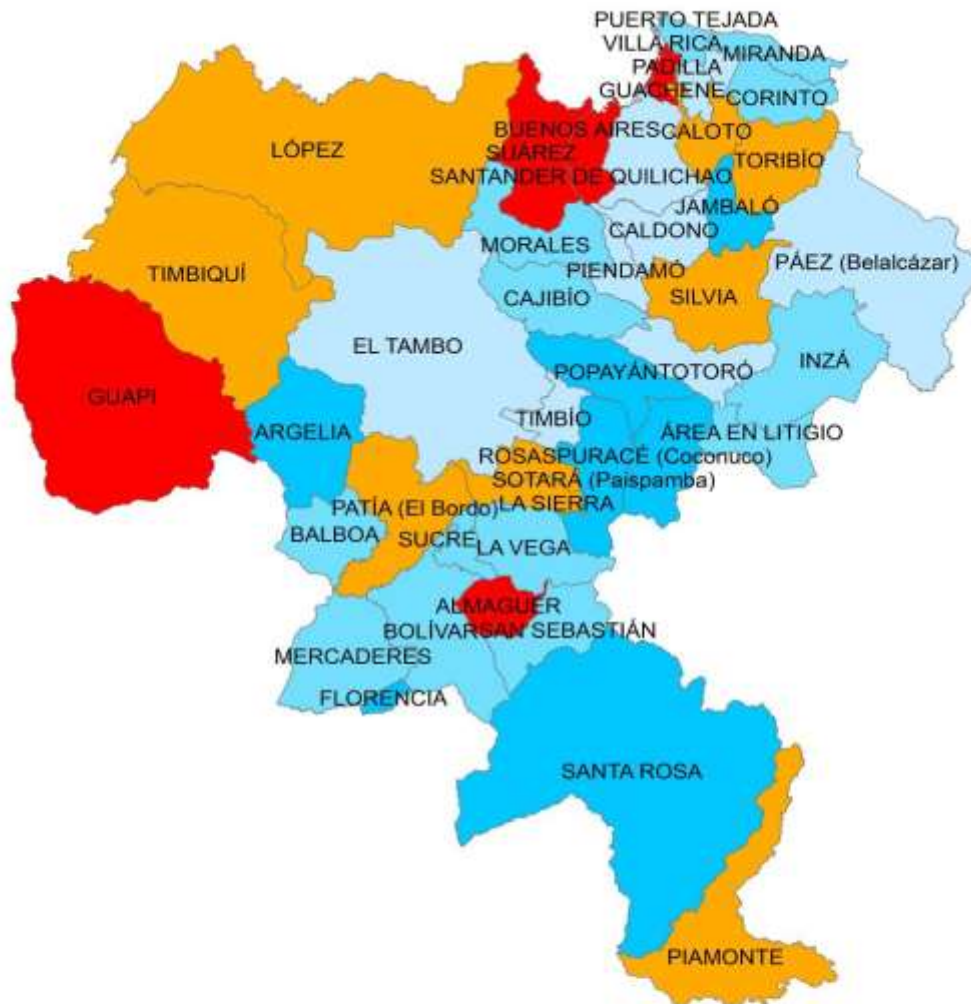 PUERTO TEJADA
VILLA RICA
MIRANDA
PADILLA
GUACHENE
CORINTO
BUENOS AIRES
CALOTO
LÓPEZ
SUÁREZ
TORIBÍO
SANTANDER DE QUILICHAO
JAMBALÓ
CALDONO
MORALES
PÁEZ (Belalcázar)
PIENDAMÓ
TIMBIQUÍ
CAJIBÍO
SILVIA
EL TAMBO
INZÁ
POPAYÁN
TOTORÓ
GUAPI
TIMBÍO
ARGELIA
ÁREA EN LITIGIO
ROSAS
PURACÉ (Coconuco)
SOTARÁ (Paispamba)
LA SIERRA
PATÍA (El Bordo)
BALBOA
SUCRE
LA VEGA
ALMAGUER
BOLÍVAR
SAN SEBASTIÁN
MERCADERES
FLORENCIA
SANTA ROSA
PIAMONTE